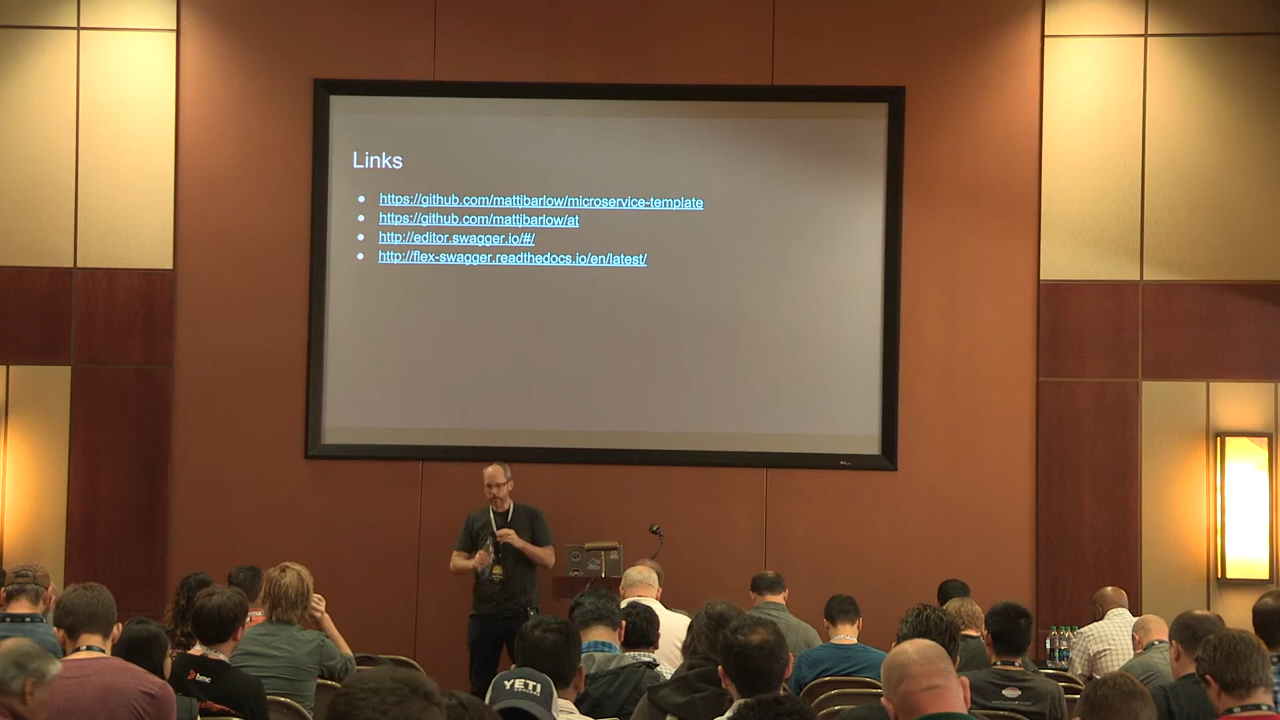 Links
https://github.com/mattjbarlow/microservice-template
https://github.com/mattjbarlow/at
http://editor.swagger.io/#/
http://flex-swagger.readthedocs.io/en/latest/
bmc
YETI